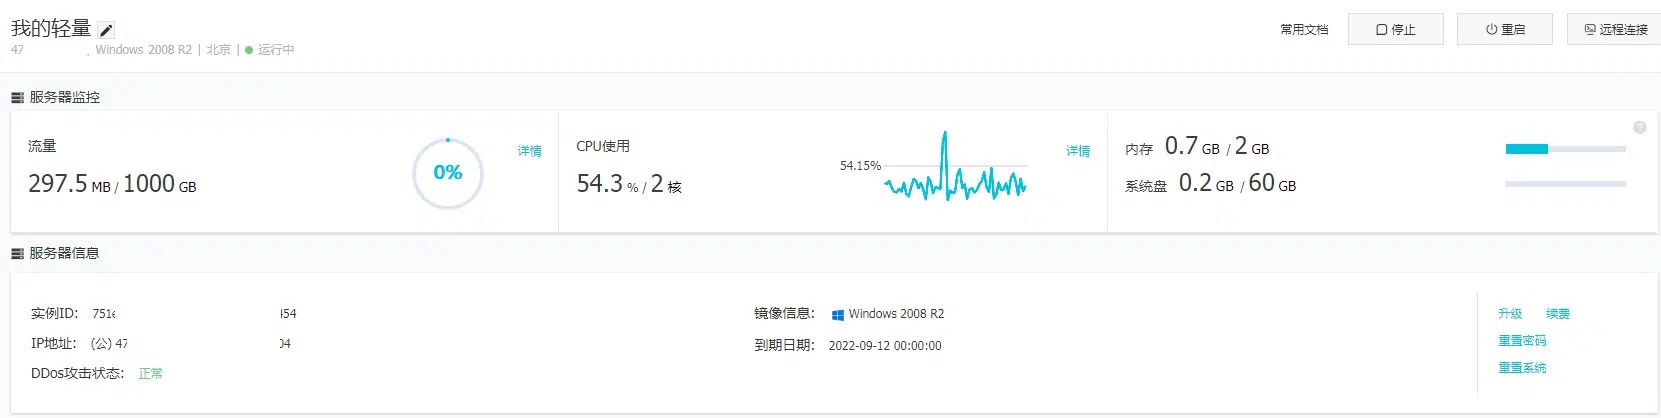 我的轻量
47 Windows 2008 R2 | 北京 | 运行中
常用文档 停止 重启 远程连接
服务器监控
流量
297.5 MB / 1000 GB
0%
详情
CPU使用
54.3 % / 2 核
54.15%
详情
内存 0.7 GB / 2 GB
系统盘 0.2 GB / 60 GB
服务器信息
实例ID： 751e 454
IP地址： (公) 47 04
DDos攻击状态： 正常
镜像信息： Windows 2008 R2
到期日期： 2022-09-12 00:00:00
升级 续费
重置密码
重置系统